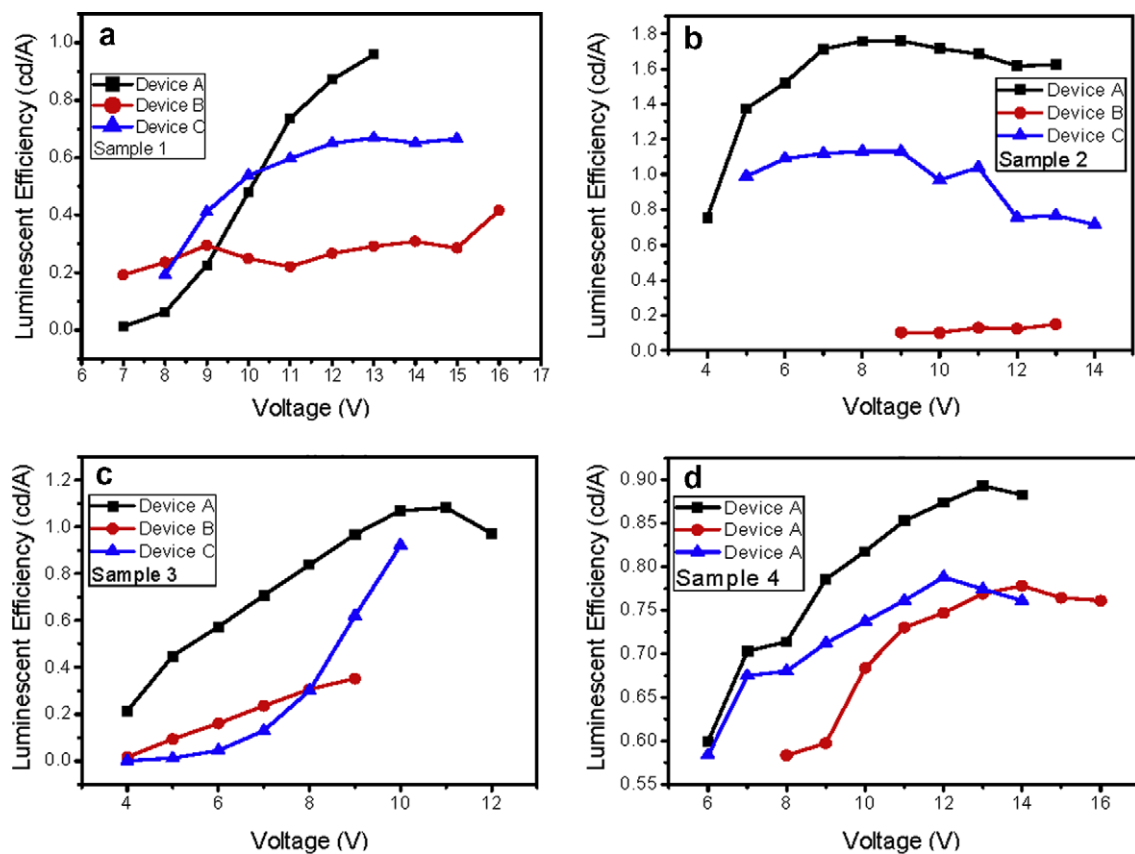 a
Luminescent Efficiency (cd/A)
1.0
0.8
0.6
0.4
0.2
0.0
Device A
Device B
Device C
Sample 1
6 7 8 9 10 11 12 13 14 15 16 17
Voltage (V)
b
Luminescent Efficiency (cd/A)
1.8
1.6
1.4
1.2
1.0
0.8
0.6
0.4
0.2
0.0
Device A
Device B
Device C
Sample 2
4 6 8 10 12 14
Voltage (V)
c
Luminescent Efficiency (cd/A)
1.2
1.0
0.8
0.6
0.4
0.2
0.0
Device A
Device B
Device C
Sample 3
4 6 8 10 12
Voltage (V)
d
Luminescent Efficiency (cd/A)
0.90
0.85
0.80
0.75
0.70
0.65
0.60
0.55
Device A
Device A
Device A
Sample 4
6 8 10 12 14 16
Voltage (V)